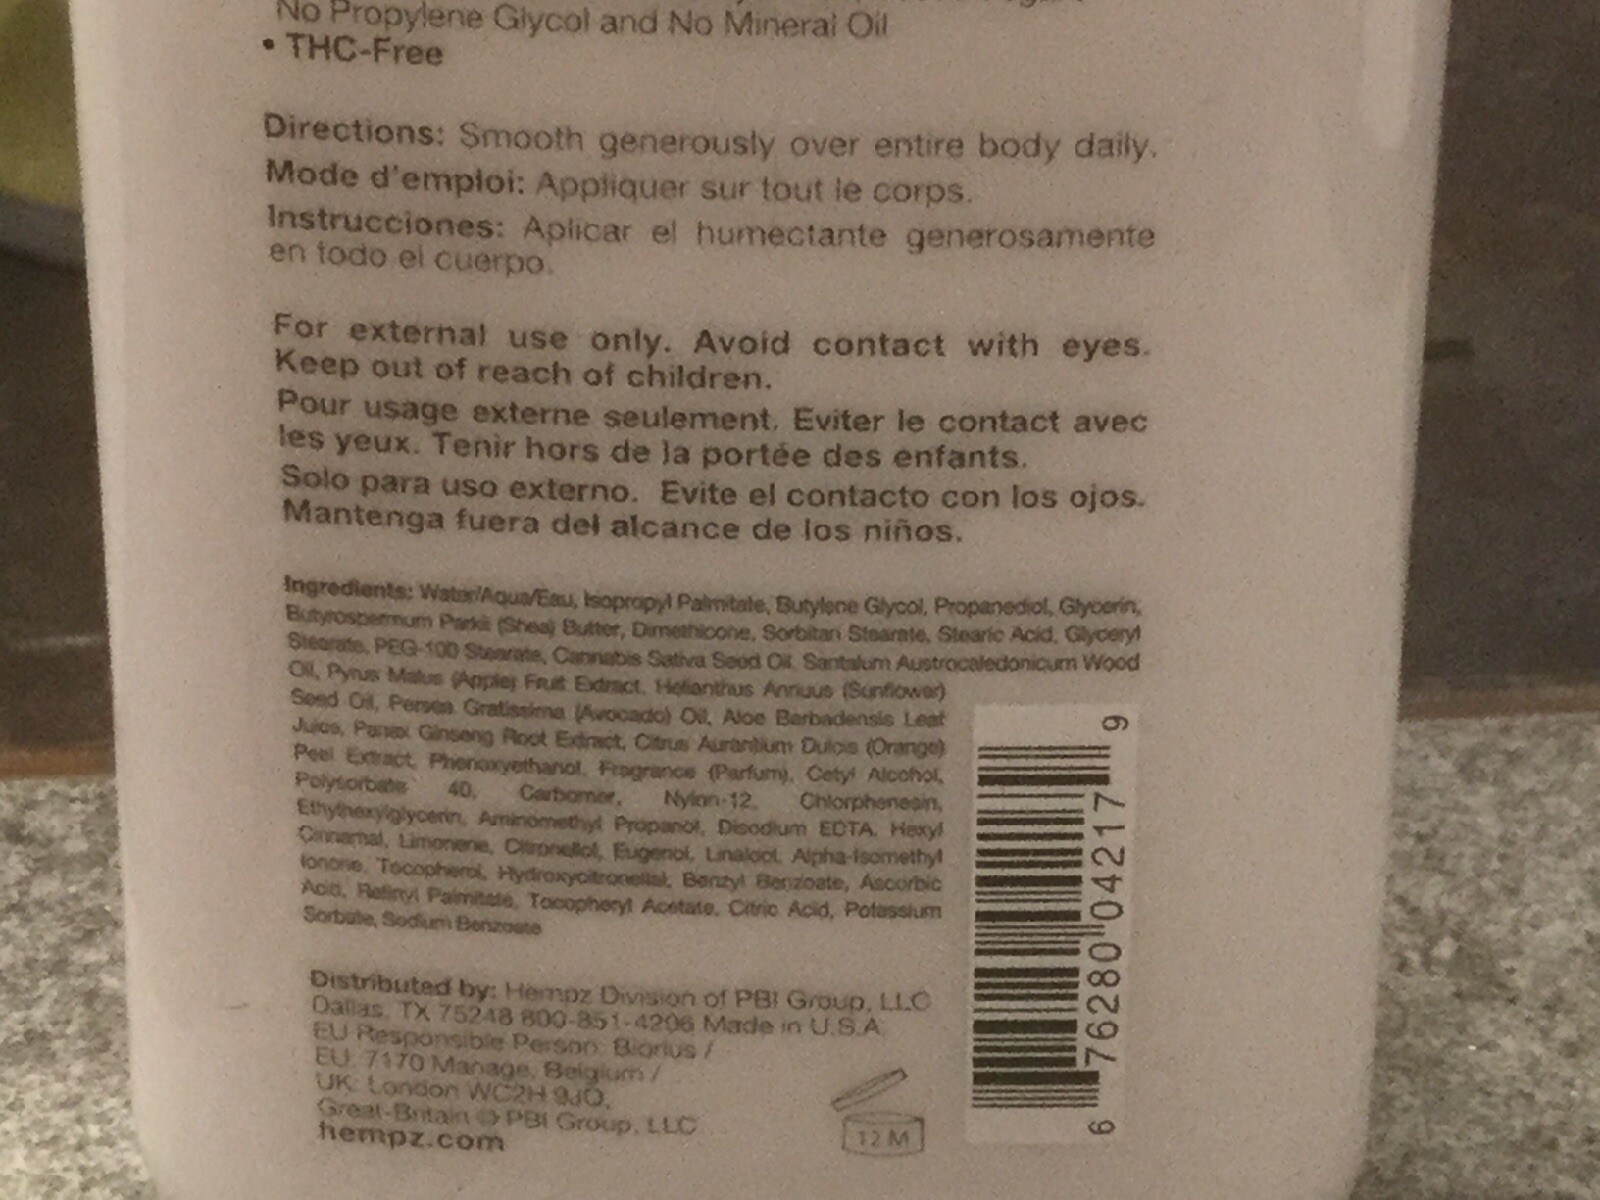 No Propylene Glycol and No Mineral Oil
• THC-Free
Directions: Smooth generously over entire body daily.
Mode d'emploi: Appliquer sur tout le corps.
Instrucciones: Aplicar el humectante generosamente
en todo el cuerpo.
For external use only. Avoid contact with eyes.
Keep out of reach of children.
Pour usage externe seulement. Eviter le contact avec
les yeux. Tenir hors de la portée des enfants.
Solo para uso externo. Evite el contacto con los ojos.
Mantenga fuera del alcance de los niños.
Ingredients: Water/Aqua/Eau, Isopropyl Palmitate, Butylene Glycol, Propanediol, Glycerin,
Butyrospermum Parkii (Shea) Butter, Dimethicone, Sorbitan Stearate, Stearic Acid, Glyceryl
Stearate, PEG-100 Stearate, Cannabis Sativa Seed Oil, Santalum Austrocaledonicum Wood
Oil, Pyrus Malus (Apple) Fruit Extract, Helianthus Annuus (Sunflower)
Seed Oil, Persea Gratissima (Avocado) Oil, Aloe Barbadensis Leaf
Juice, Panax Ginseng Root Extract, Citrus Aurantium Dulcis (Orange)
Peel Extract, Phenoxyethanol, Fragrance (Parfum), Cetyl Alcohol,
Polysorbate 40, Carbomer, Nylon-12, Chlorphenesin,
Ethylhexylglycerin, Aminomethyl Propanol, Disodium EDTA, Hexyl
Cinnamal, Limonene, Citronellol, Eugenol, Linalool, Alpha-Isomethyl
Ionone, Tocopherol, Hydroxycitronellal, Benzyl Benzoate, Ascorbic
Acid, Retinyl Palmitate, Tocopheryl Acetate, Citric Acid, Potassium
Sorbate, Sodium Benzoate
Distributed by: Hempz Division of PBI Group, LLC
Dallas, TX 75248 800-851-4206 Made in U.S.A.
EU Responsible Person: Biorius /
EU: 7170 Manage, Belgium /
UK: London WC2H 9JQ,
Great-Britain © PBI Group, LLC
hempz.com
12 M
6 76280 04217 9